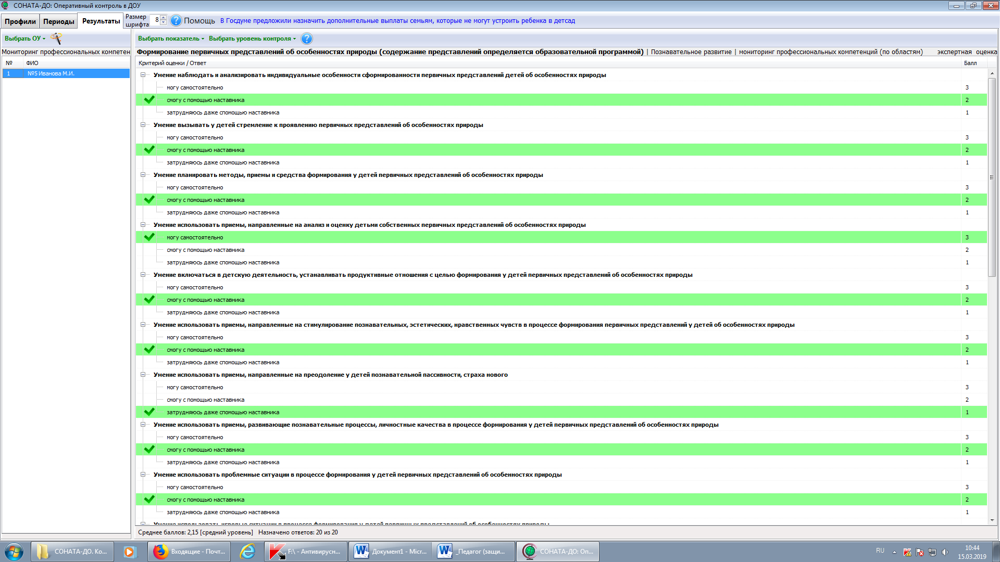 СОНАТА-ДО: Оперативный контроль в ДОУ
Профили Периоды Результаты Размер шрифта 8 Помощь В Госдуме предложили назначить дополнительные выплаты семьям, которые не могут устроить ребенка в детсад
Выбрать ОУ Выбрать показатель Выбрать уровень контроля
Мониторинг профессиональных компетен
№ ФИО
1 №5 Иванова М.И.
Формирование первичных представлений об особенностях природы (содержание представлений определяется образовательной программой) | Познавательное развитие | мониторинг профессиональных компетенций (по областям) экспертная оценка
Критерий оценки / Ответ Балл
Умение наблюдать и анализировать индивидуальные особенности сформированности первичных представлений детей об особенностях природы
могу самостоятельно 3
смогу с помощью наставника 2
затрудняюсь даже спомощью наставника 1
Умение вызывать у детей стремление к проявлению первичных представлений об особенностях природы
могу самостоятельно 3
смогу с помощью наставника 2
затрудняюсь даже спомощью наставника 1
Умение планировать методы, приемы и средства формирования у детей первичных представлений об особенностях природы
могу самостоятельно 3
смогу с помощью наставника 2
затрудняюсь даже спомощью наставника 1
Умение использовать приемы, направленные на анализ и оценку детьми собственных первичных представлений об особенностях природы
могу самостоятельно 3
смогу с помощью наставника 2
затрудняюсь даже спомощью наставника 1
Умение включаться в детскую деятельность, устанавливать продуктивные отношения с целью формирования у детей первичных представлений об особенностях природы
могу самостоятельно 3
смогу с помощью наставника 2
затрудняюсь даже спомощью наставника 1
Умение использовать приемы, направленные на стимулирование познавательных, эстетических, нравственных чувств в процессе формирования первичных представлений у детей об особенностях природы
могу самостоятельно 3
смогу с помощью наставника 2
затрудняюсь даже спомощью наставника 1
Умение использовать приемы, направленные на преодоление у детей познавательной пассивности, страха нового
могу самостоятельно 3
смогу с помощью наставника 2
затрудняюсь даже спомощью наставника 1
Умение использовать приемы, развивающие познавательные процессы, личностные качества в процессе формирования у детей первичных представлений об особенностях природы
могу самостоятельно 3
смогу с помощью наставника 2
затрудняюсь даже спомощью наставника 1
Умение использовать проблемные ситуации в процессе формирования у детей первичных представлений об особенностях природы
могу самостоятельно 3
смогу с помощью наставника 2
затрудняюсь даже спомощью наставника 1
Умение использовать игровые ситуации в процессе формирования у детей первичных представлений об особенностях природы
Среднее баллов: 2,15 [средний уровень] Назначено ответов: 20 из 20
СОНАТА-ДО. Ко... Входящие - Почт... F:\ - Антивирусн... Документ1 - Micr... _Педагог (защи... СОНАТА-ДО: Оп... RU 10:44
15.03.2019